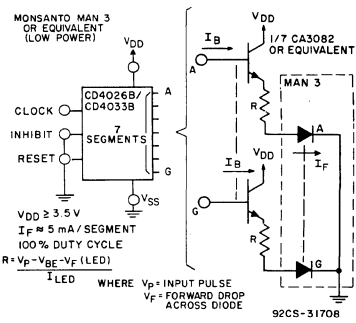 MONSANTO MAN 3
OR EQUIVALENT
(LOW POWER)
VDD
CD4026B/
CD4033B
7
SEGMENTS
A
G
CLOCK
INHIBIT
RESET
VSS
VDD ≥ 3.5 V
IF ≈ 5 mA/SEGMENT
100% DUTY CYCLE
R = VP-VBE-VF (LED)
ILED
WHERE VP = INPUT PULSE
VF = FORWARD DROP
ACROSS DIODE
IB
VDD
1/7 CA3082
OR EQUIVALENT
A
R
MAN 3
A
IF
IB
VDD
G
R
G
92CS-31708